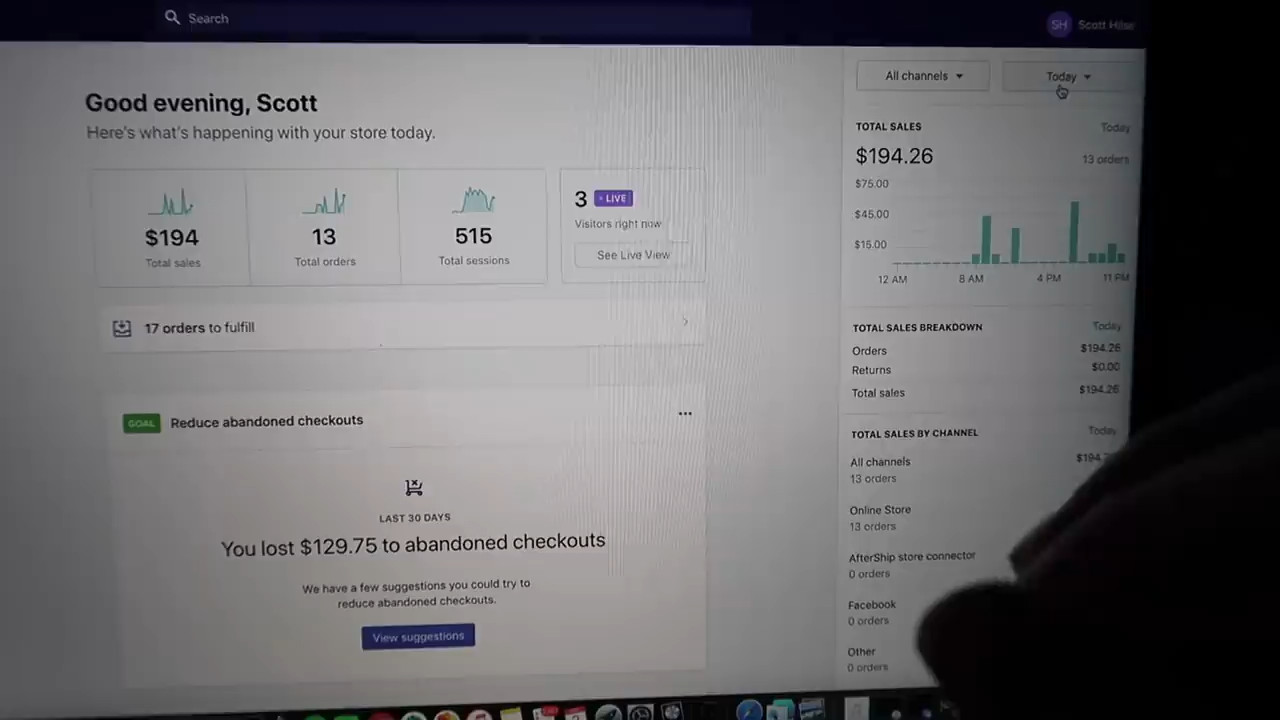 Search
SH Scott Hilse
Good evening, Scott
Here's what's happening with your store today.
$194
Total sales
13
Total orders
515
Total sessions
3 LIVE
Visitors right now
See Live View
17 orders to fulfill
GOAL Reduce abandoned checkouts
LAST 30 DAYS
You lost $129.75 to abandoned checkouts
We have a few suggestions you could try to
reduce abandoned checkouts.
View suggestions
All channels
Today
TOTAL SALES Today
$194.26 13 orders
$75.00
$45.00
$15.00
12 AM 8 AM 4 PM 11 PM
TOTAL SALES BREAKDOWN Today
Orders $194.26
Returns $0.00
Total sales $194.26
TOTAL SALES BY CHANNEL Today
All channels
13 orders
Online Store
13 orders
AfterShip store connector
0 orders
Facebook
0 orders
Other
0 orders